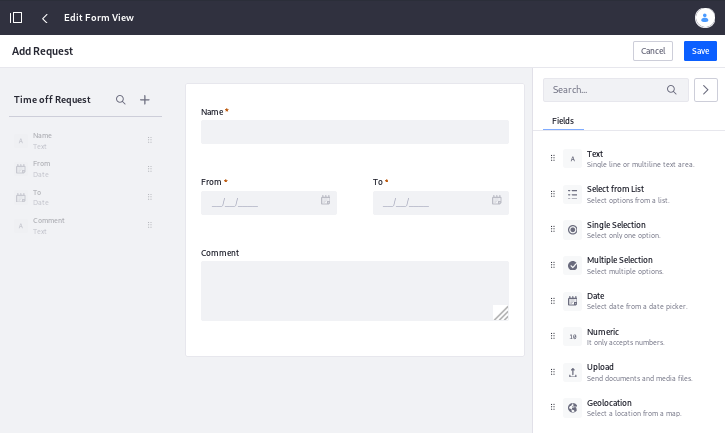 Edit Form View
Add Request
Cancel
Save
Time off Request
A
Name
Text
From
Date
To
Date
A
Comment
Text
Name *
From *
To *
__/__/____
__/__/____
Comment
Search...
Fields
A
Text
Single line or multiline text area.
Select from List
Select options from a list.
Single Selection
Select only one option.
Multiple Selection
Select multiple options.
Date
Select date from a date picker.
10
Numeric
It only accepts numbers.
Upload
Send documents and media files.
Geolocation
Select a location from a map.